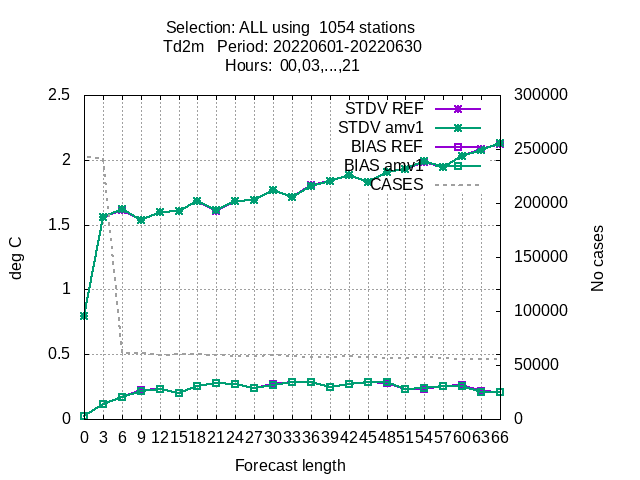 Selection: ALL using  1054 stations
Td2m   Period: 20220601-20220630
Hours:  00,03,...,21
2.5
2
1.5
1
0.5
0
300000
250000
200000
150000
100000
50000
0
STDV REF
STDV amv1
BIAS REF
BIAS amv1
CASES
deg C
No cases
0 3 6 9 12 15 18 21 24 27 30 33 36 39 42 45 48 51 54 57 60 63 66
Forecast length